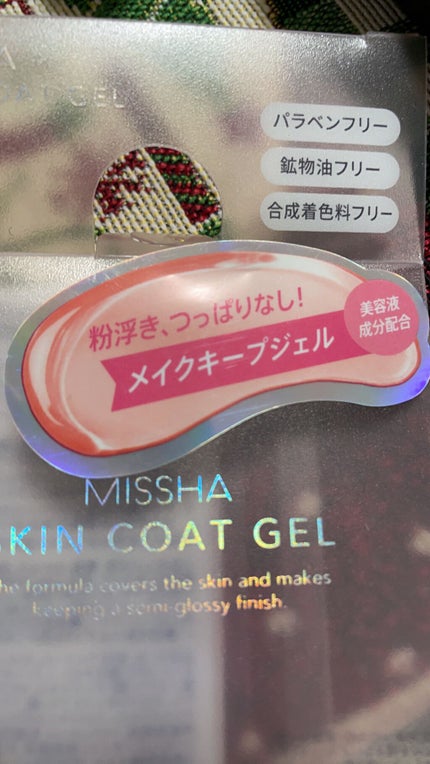 GEL
パラベンフリー
鉱物油フリー
合成着色料フリー
粉浮き、つっぱりなし!
メイクキープジェル
美容液
成分配合
MISSHA
SKIN COAT GEL
The formula covers the skin and makes
keeping a semi-glossy finish.